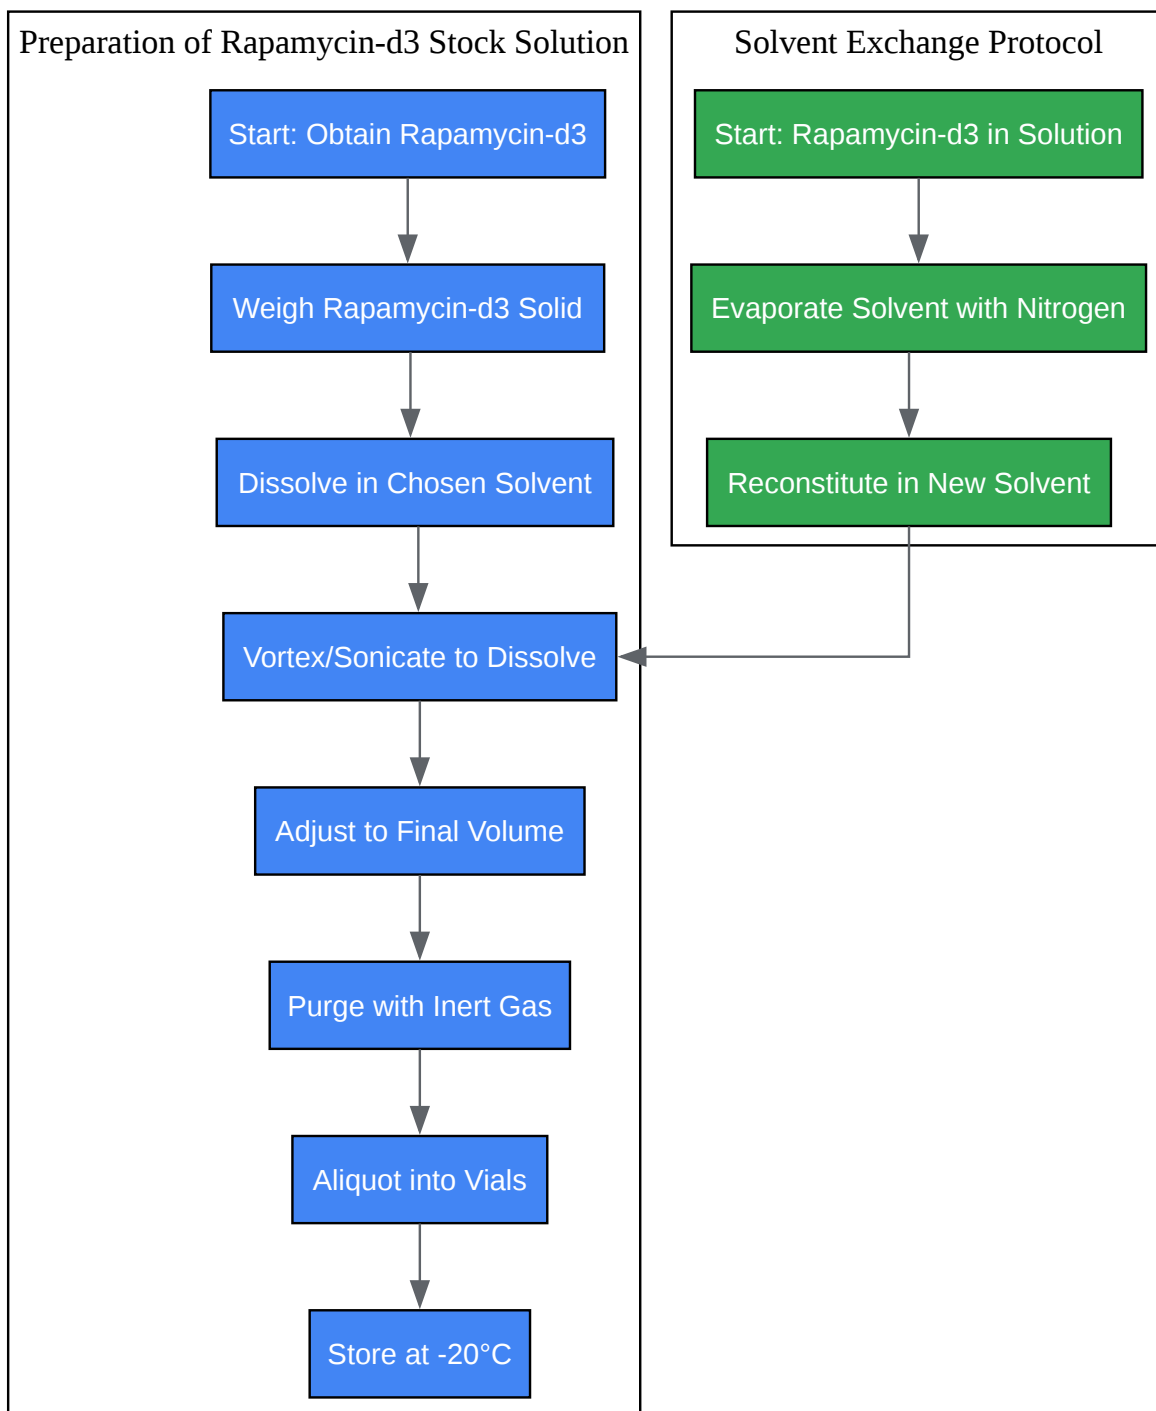 Preparation of Rapamycin-d3 Stock Solution
Start: Obtain Rapamycin-d3
Weigh Rapamycin-d3 Solid
Dissolve in Chosen Solvent
Vortex/Sonicate to Dissolve
Adjust to Final Volume
Purge with Inert Gas
Aliquot into Vials
Store at -20°C
Solvent Exchange Protocol
Start: Rapamycin-d3 in Solution
Evaporate Solvent with Nitrogen
Reconstitute in New Solvent